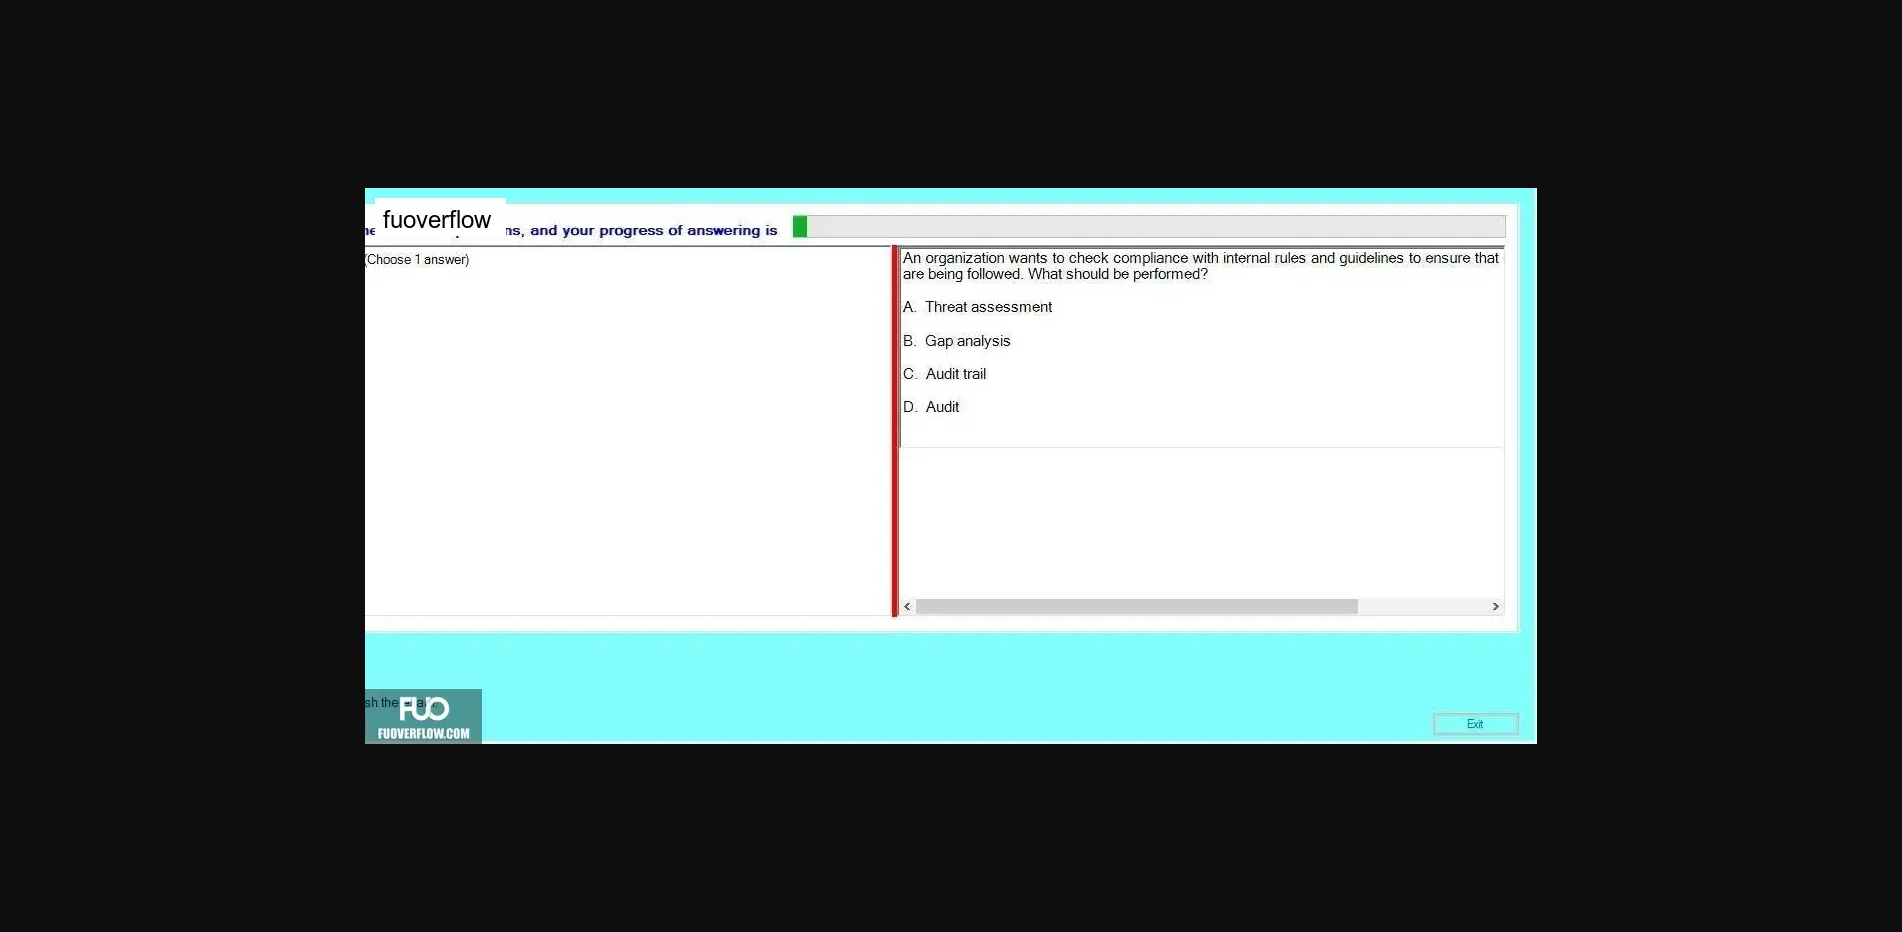 fuoverflow
ns, and your progress of answering is
(Choose 1 answer)
An organization wants to check compliance with internal rules and guidelines to ensure that
are being followed. What should be performed?
A. Threat assessment
B. Gap analysis
C. Audit trail
D. Audit
sh the
FUO
FUOVERFLOW.COM
Exit